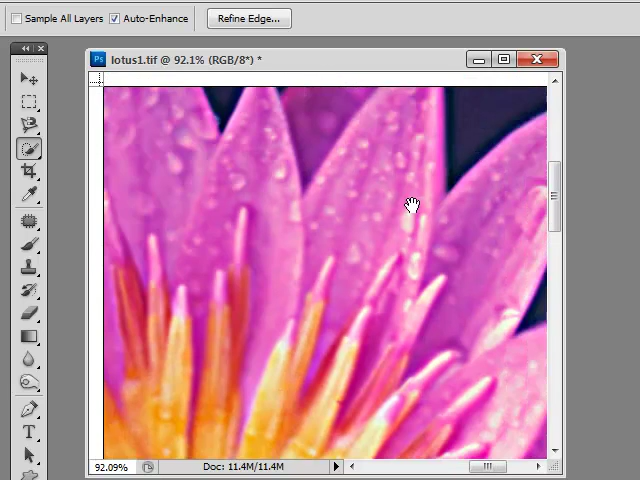 Sample All Layers Auto-Enhance Refine Edge...
Ps lotus1.tif @ 92.1% (RGB/8*) *
T
92.09% Doc: 11.4M/11.4M